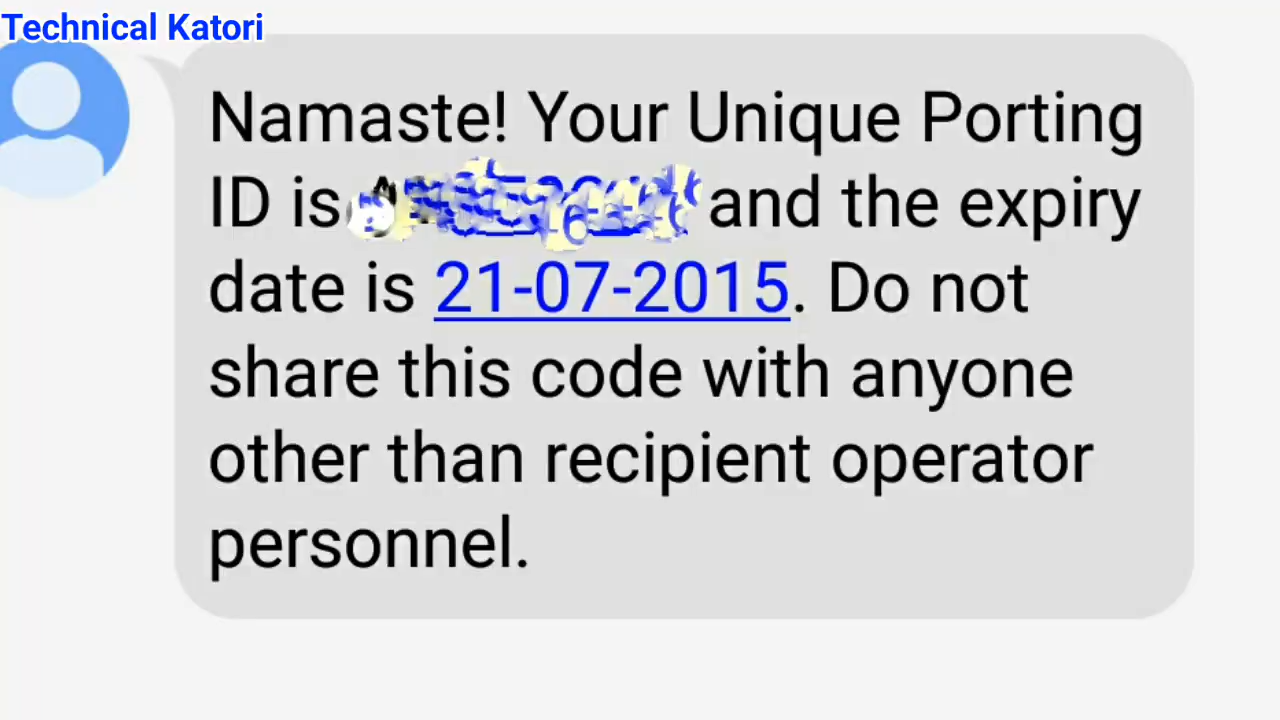 Technical Katori
Namaste! Your Unique Porting
ID is and the expiry
date is 21-07-2015. Do not
share this code with anyone
other than recipient operator
personnel.